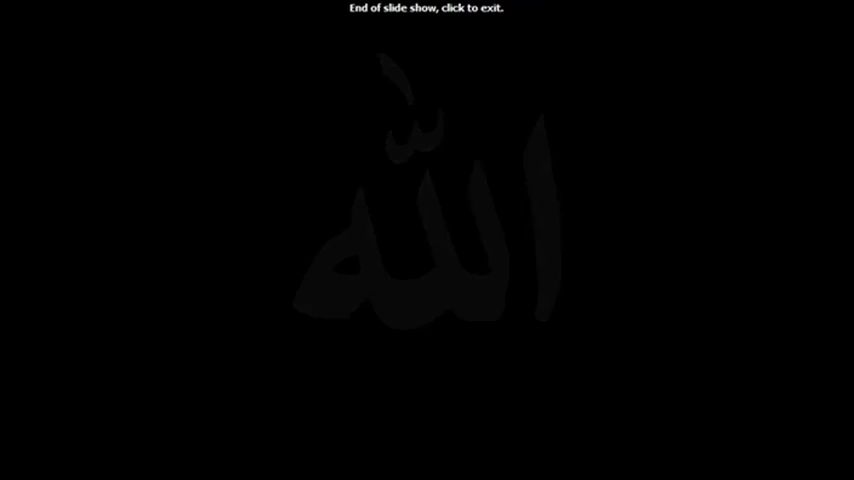 End of slide show, click to exit.
الله